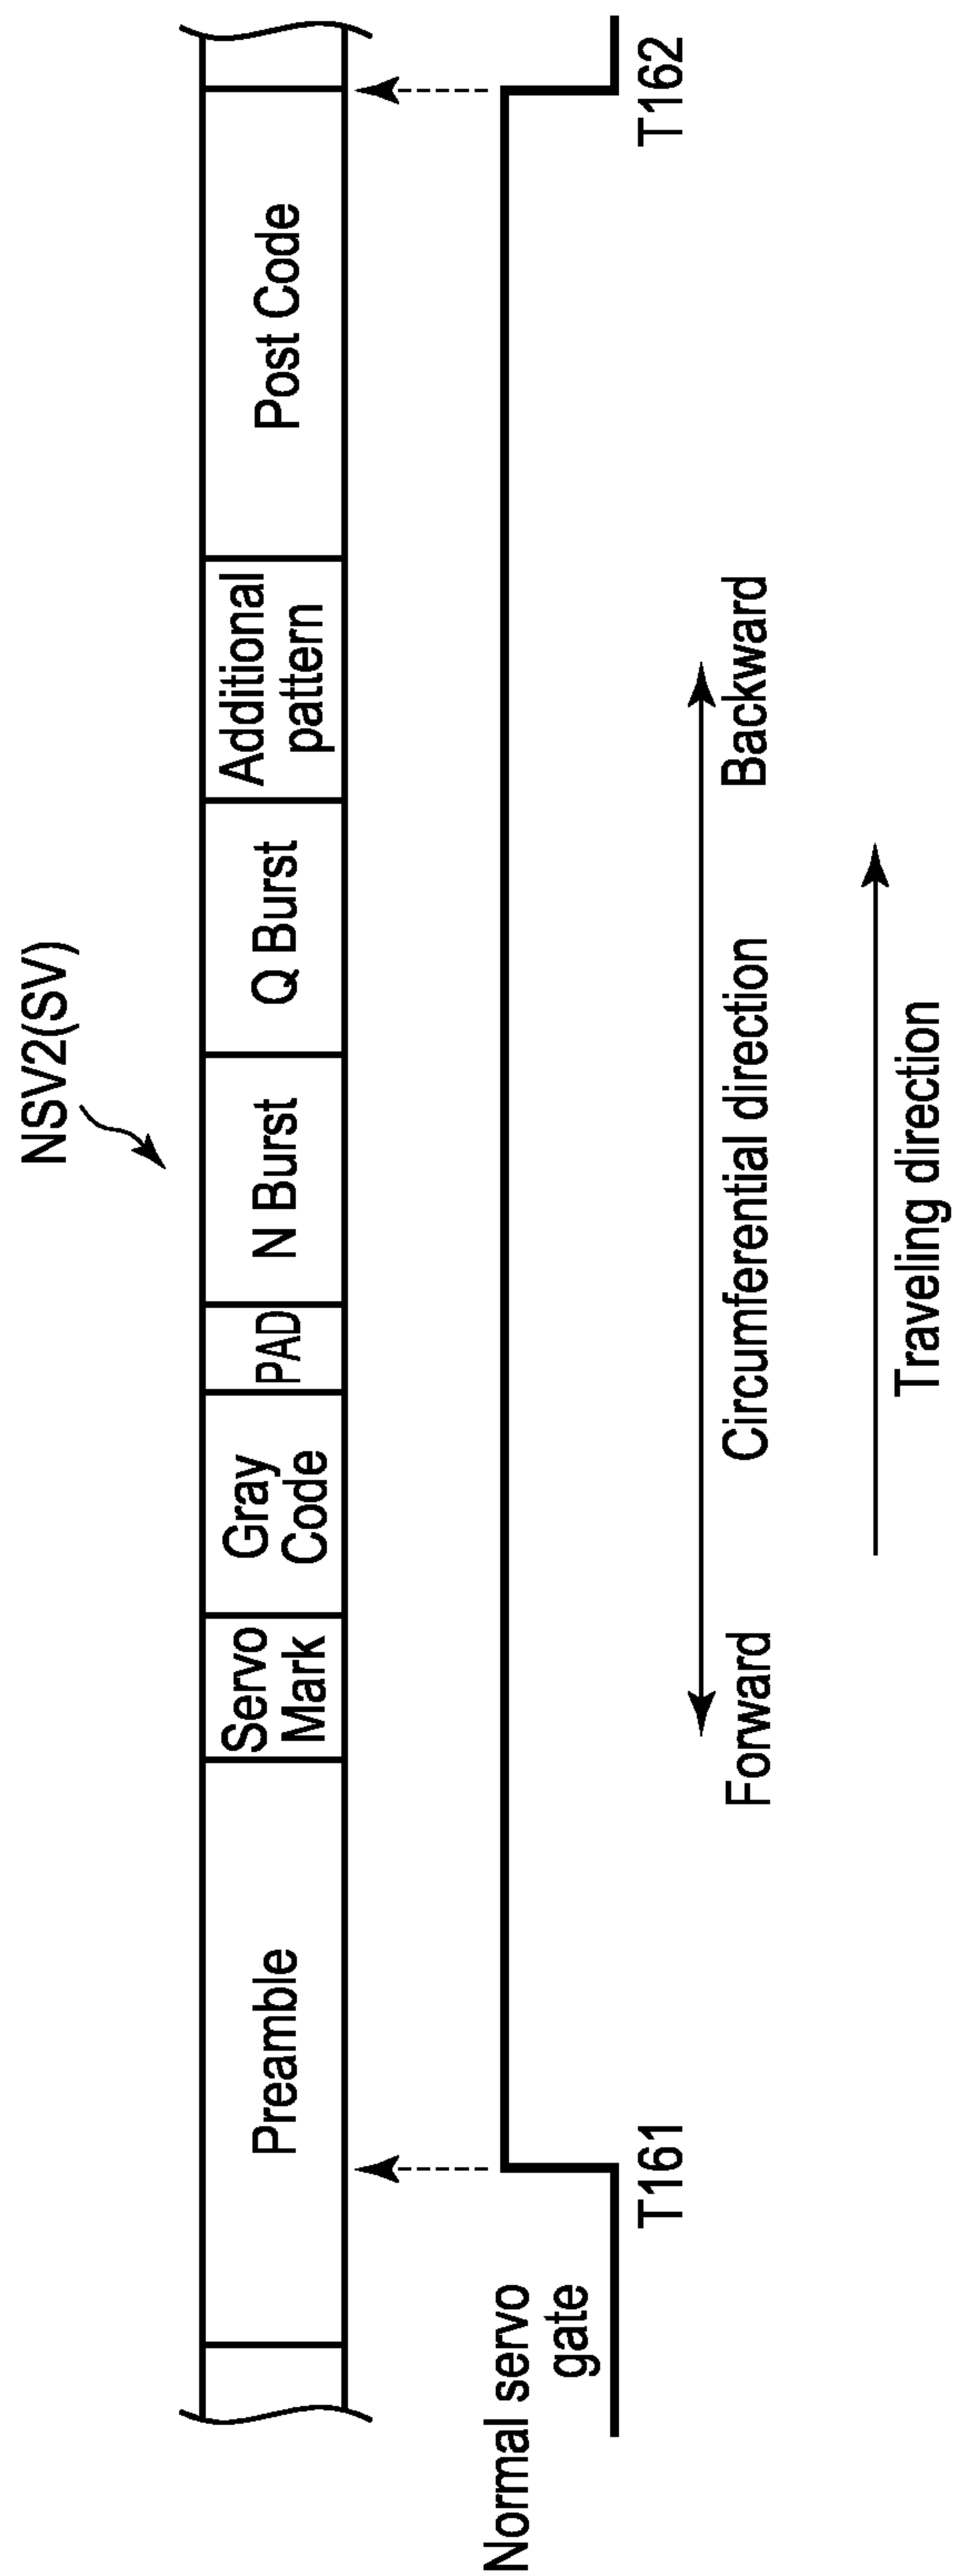 NSV2(SV)
Preamble
Servo
Mark
Gray
Code
PAD
N Burst
Q Burst
Additional
pattern
Post Code
Normal servo
gate
T161
T162
Forward
Circumferential direction
Backward
Traveling direction